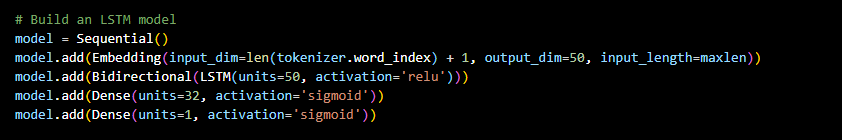 # Build an LSTM model
model = Sequential()
model.add(Embedding(input_dim=len(tokenizer.word_index) + 1, output_dim=50, input_length=maxlen))
model.add(Bidirectional(LSTM(units=50, activation='relu')))
model.add(Dense(units=32, activation='sigmoid'))
model.add(Dense(units=1, activation='sigmoid'))